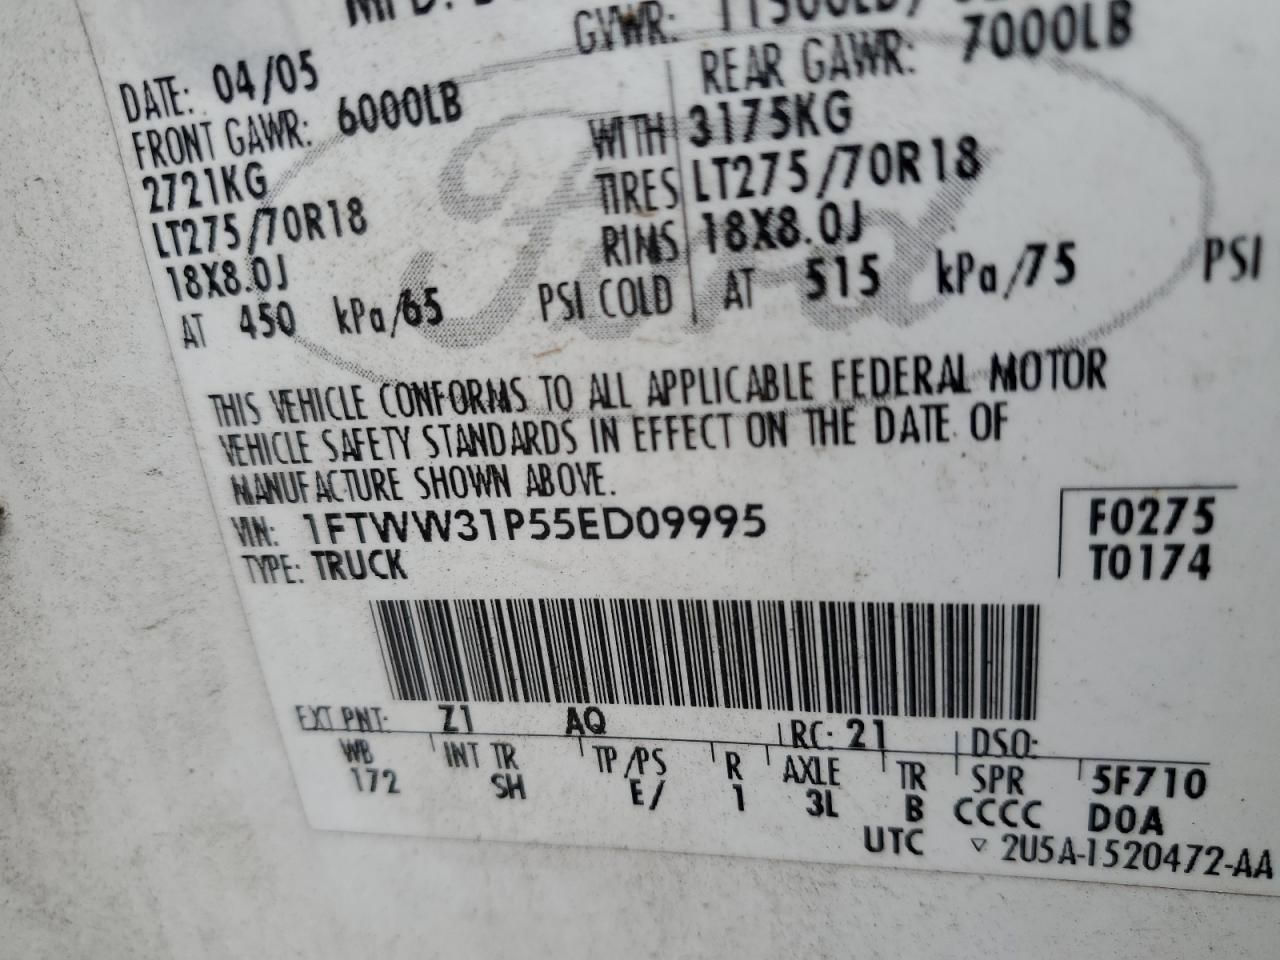 GVWR:
DATE: 04/05
REAR GAWR: 7000LB
FRONT GAWR: 6000LB WITH 3175KG
2721KG TIRES LT275/70R18
LT275/70R18 RIMS 18X8.0J
18X8.0J
AT 450 kPa/65 PSI COLD AT 515 kPa/75 PSI
Ford
THIS VEHICLE CONFORMS TO ALL APPLICABLE FEDERAL MOTOR
VEHICLE SAFETY STANDARDS IN EFFECT ON THE DATE OF
MANUFACTURE SHOWN ABOVE.
VIN: 1FTWW31P55ED09995
F0275
TYPE: TRUCK
T0174
EXT PNT: Z1 AQ RC: 21 DSO:
WB INT TR TP/PS R AXLE TR SPR 5F710
172 SH E/ 1 3L B CCCC D0A
UTC ▿ 2U5A-1520472-AA